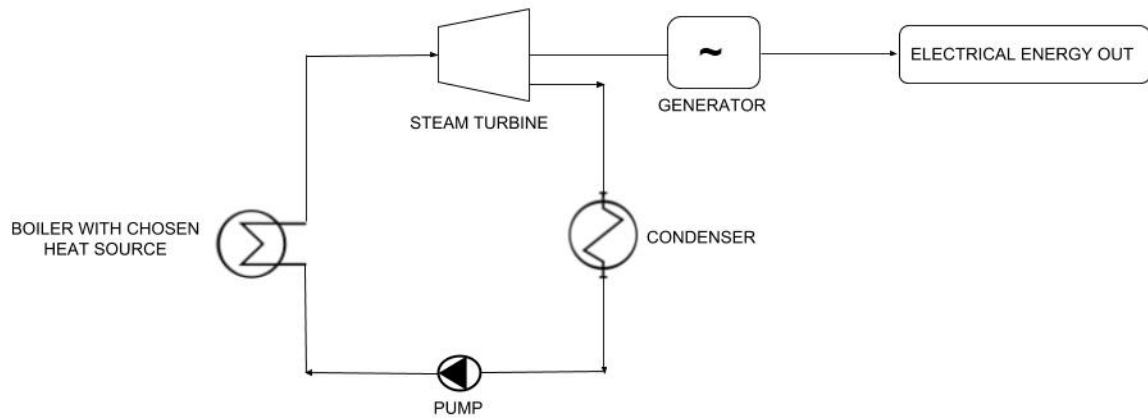 ~
ELECTRICAL ENERGY OUT
GENERATOR
STEAM TURBINE
BOILER WITH CHOSEN
HEAT SOURCE
CONDENSER
PUMP